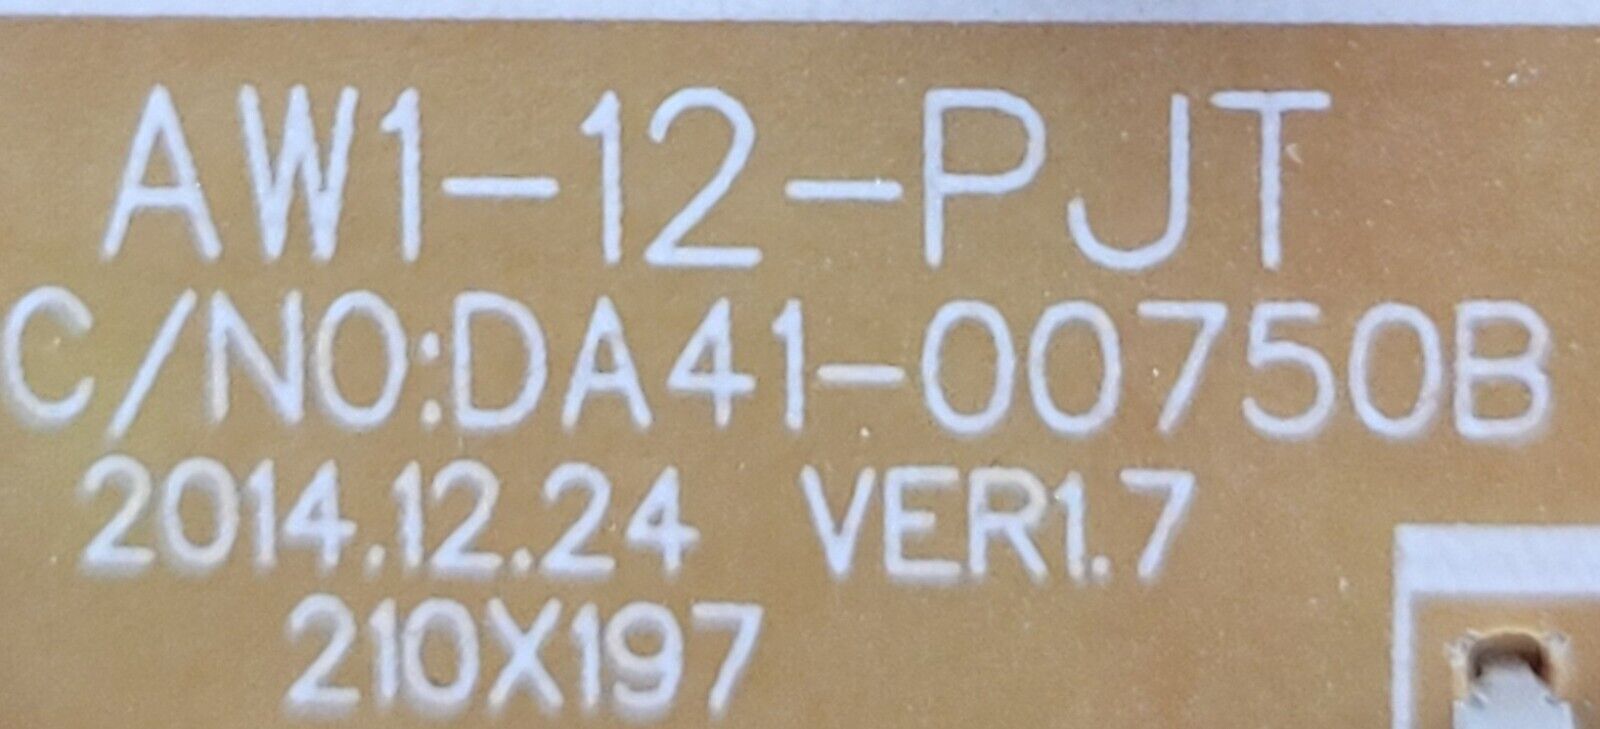 AW1-12-PJT
C/NO:DA41-00750B
2014.12.24 VER1.7
210X197